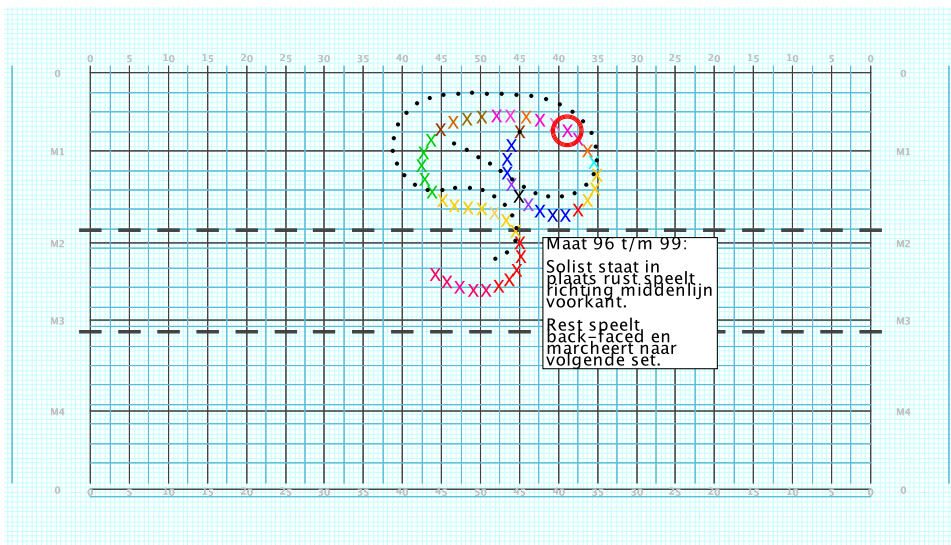 0 5 10 15 20 25 30 35 40 45 50 45 40 35 30 25 20 15 10 5 0
0 0
M1 M1
M2 M2
Maat 96 t/m 99:
Solist staat in
plaats rust speelt
richting middenlijn
voorkant.
M3 M3
Rest speelt
back-faced en
marcheert naar
volgende set.
M4 M4
0 0
0 5 10 15 20 25 30 35 40 45 50 45 40 35 30 25 20 15 10 5 0